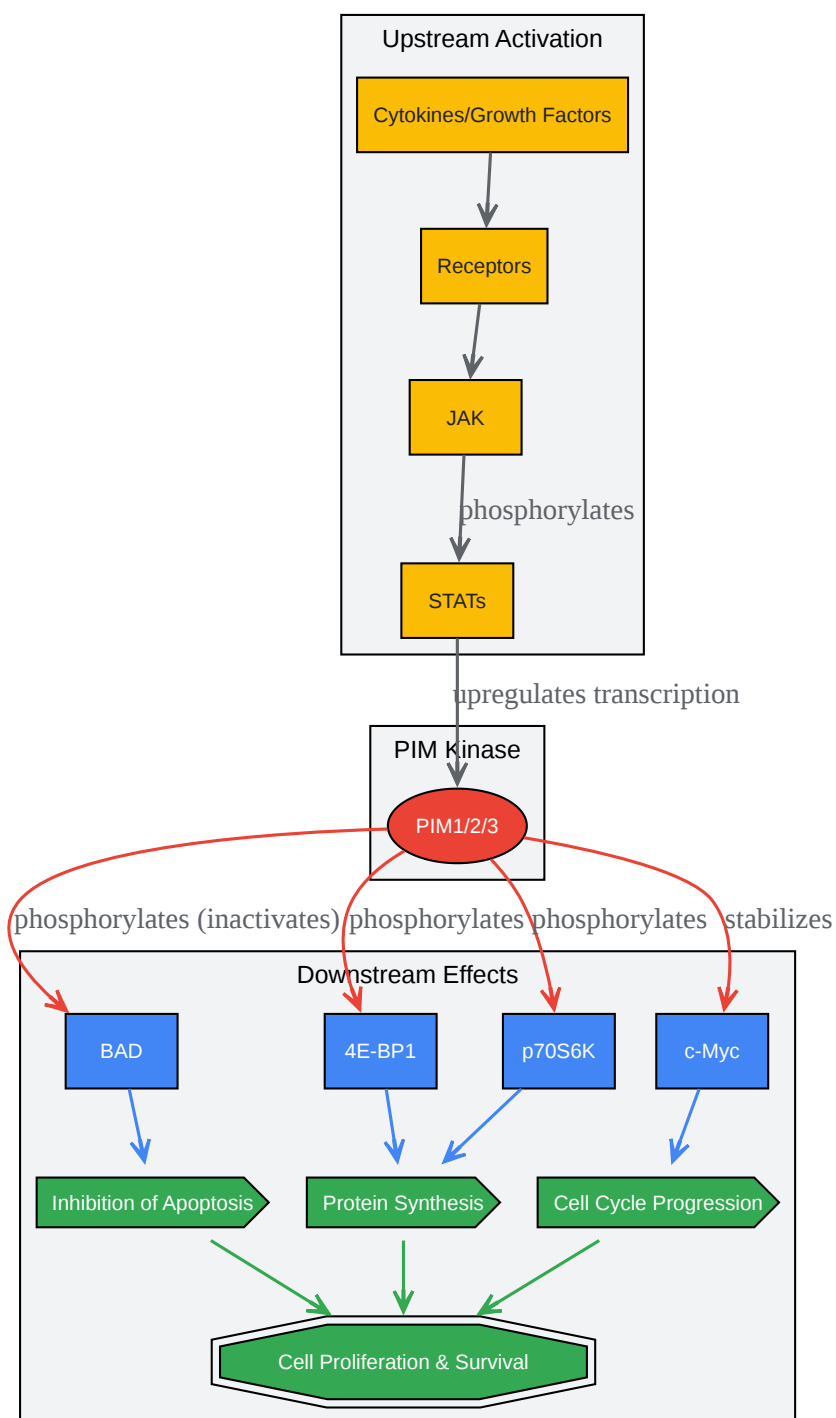 Upstream Activation
Cytokines/Growth Factors
Receptors
JAK
phosphorylates
STATs
upregulates transcription
PIM Kinase
PIM1/2/3
phosphorylates (inactivates)
phosphorylates
phosphorylates
stabilizes
Downstream Effects
BAD
4E-BP1
p70S6K
c-Myc
Inhibition of Apoptosis
Protein Synthesis
Cell Cycle Progression
Cell Proliferation & Survival